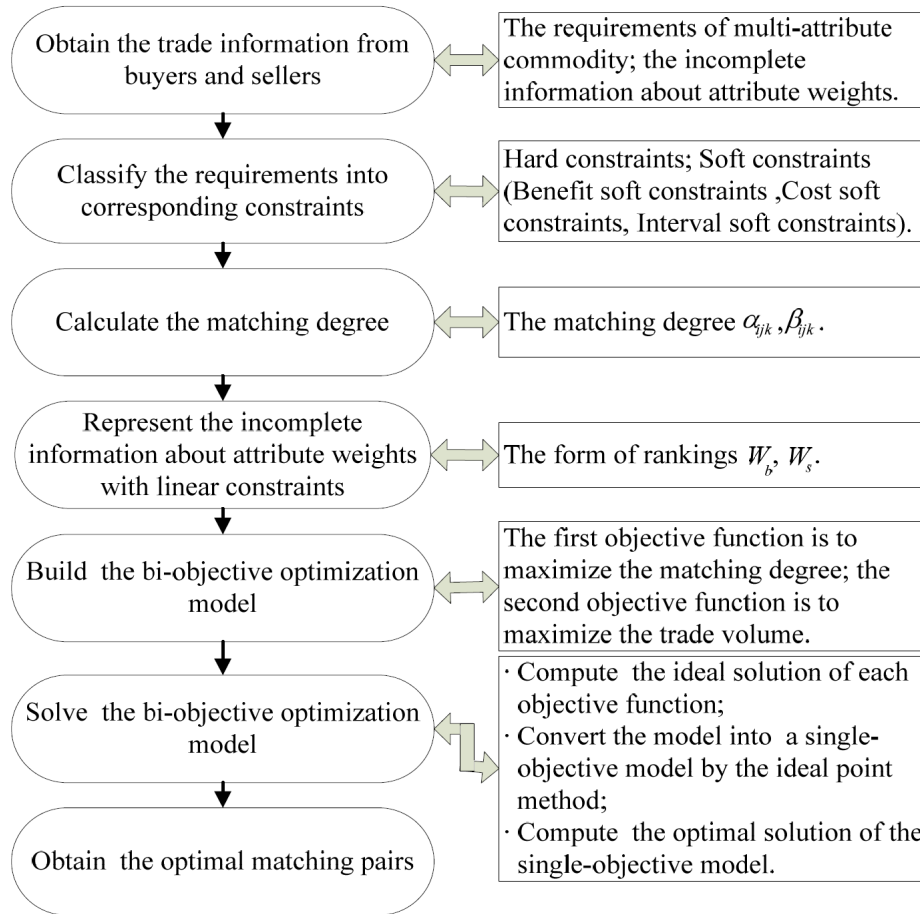 Obtain the trade information from
buyers and sellers
The requirements of multi-attribute
commodity; the incomplete
information about attribute weights.
Classify the requirements into
corresponding constraints
Hard constraints; Soft constraints
(Benefit soft constraints ,Cost soft
constraints, Interval soft constraints).
Calculate the matching degree
The matching degree α_ijk ,β_ijk.
Represent the incomplete
information about attribute weights
with linear constraints
The form of rankings W_b, W_s.
Build the bi-objective optimization
model
The first objective function is to
maximize the matching degree; the
second objective function is to
maximize the trade volume.
Solve the bi-objective optimization
model
· Compute the ideal solution of each
objective function;
· Convert the model into a single-
objective model by the ideal point
method;
· Compute the optimal solution of the
single-objective model.
Obtain the optimal matching pairs